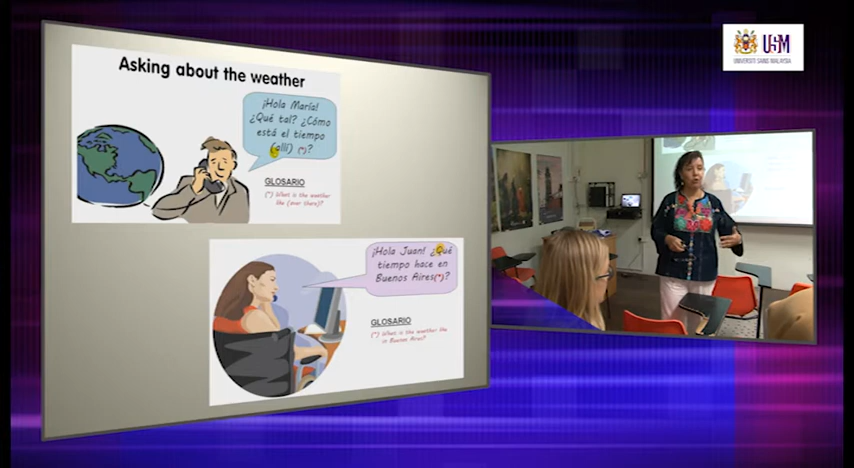 USM
UNIVERSITI SAINS MALAYSIA
Asking about the weather
¡Hola María!
¿Qué tal? ¿Cómo
está el tiempo
(allí) (*)?
GLOSARIO
(*) What is the weather
like (over there)?
¡Hola Juan! ¿Qué
tiempo hace en
Buenos Aires(*)?
GLOSARIO
(*) What is the weather like
in Buenos Aires?